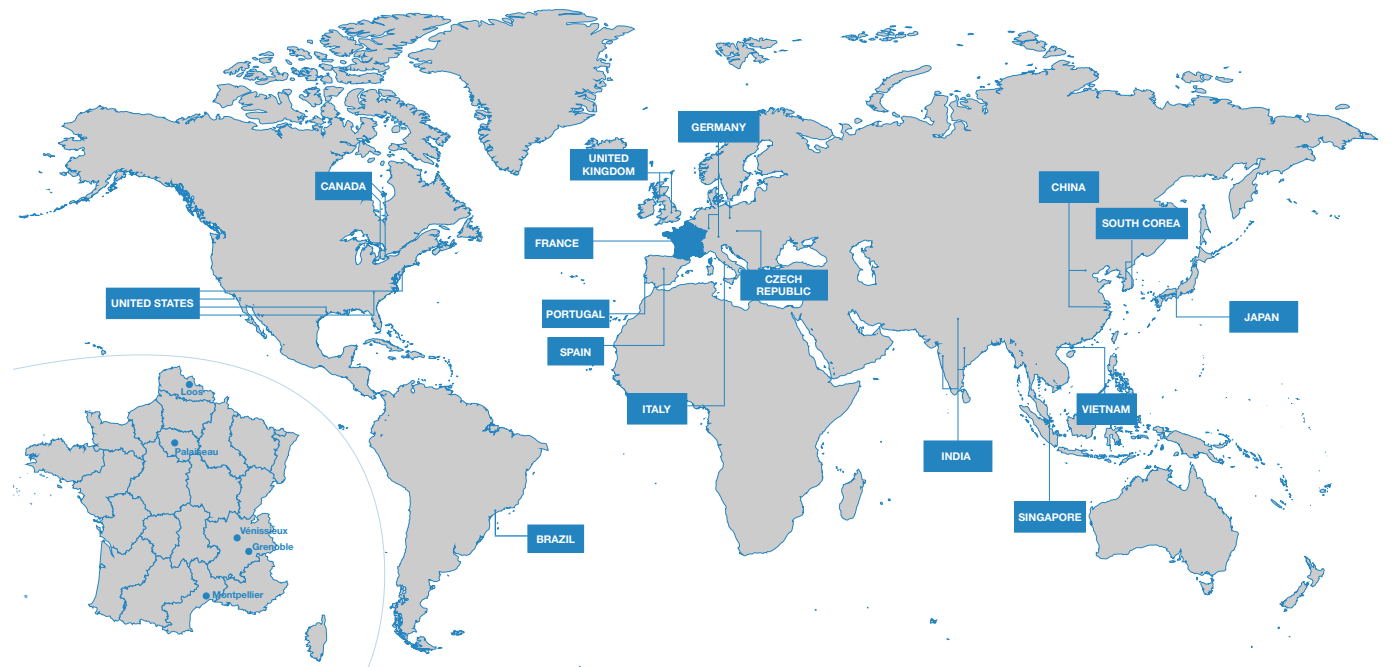 GERMANY
UNITED
KINGDOM
CANADA
CHINA
SOUTH COREA
FRANCE
CZECH
REPUBLIC
UNITED STATES
PORTUGAL
JAPAN
SPAIN
ITALY
VIETNAM
INDIA
SINGAPORE
BRAZIL
Loos
Palaiseau
Vénissieux
Grenoble
Montpellier